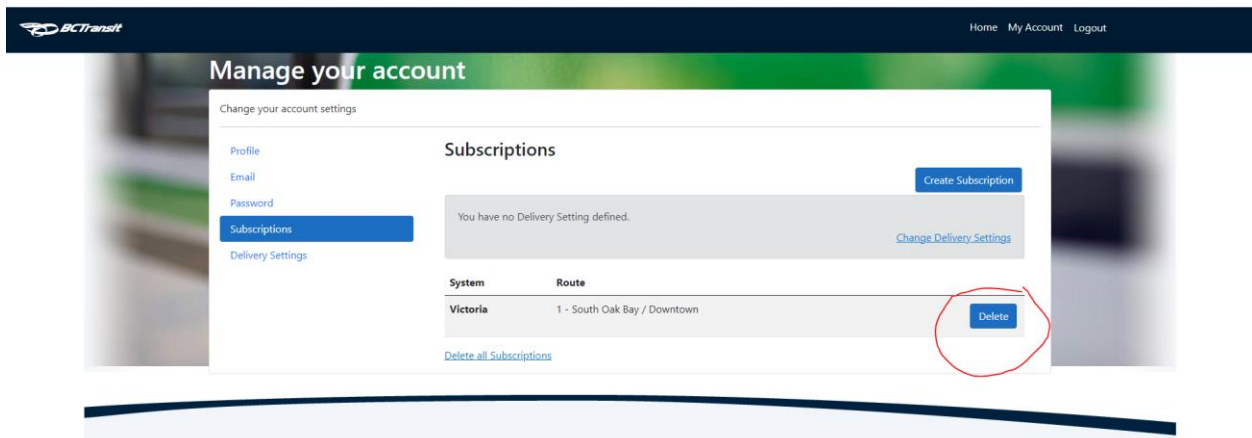 BCTransit
Home My Account Logout
Manage your account
Change your account settings
Profile
Email
Password
Subscriptions
Delivery Settings
Subscriptions
Create Subscription
You have no Delivery Setting defined.
Change Delivery Settings
System Route
Victoria 1 - South Oak Bay / Downtown Delete
Delete all Subscriptions